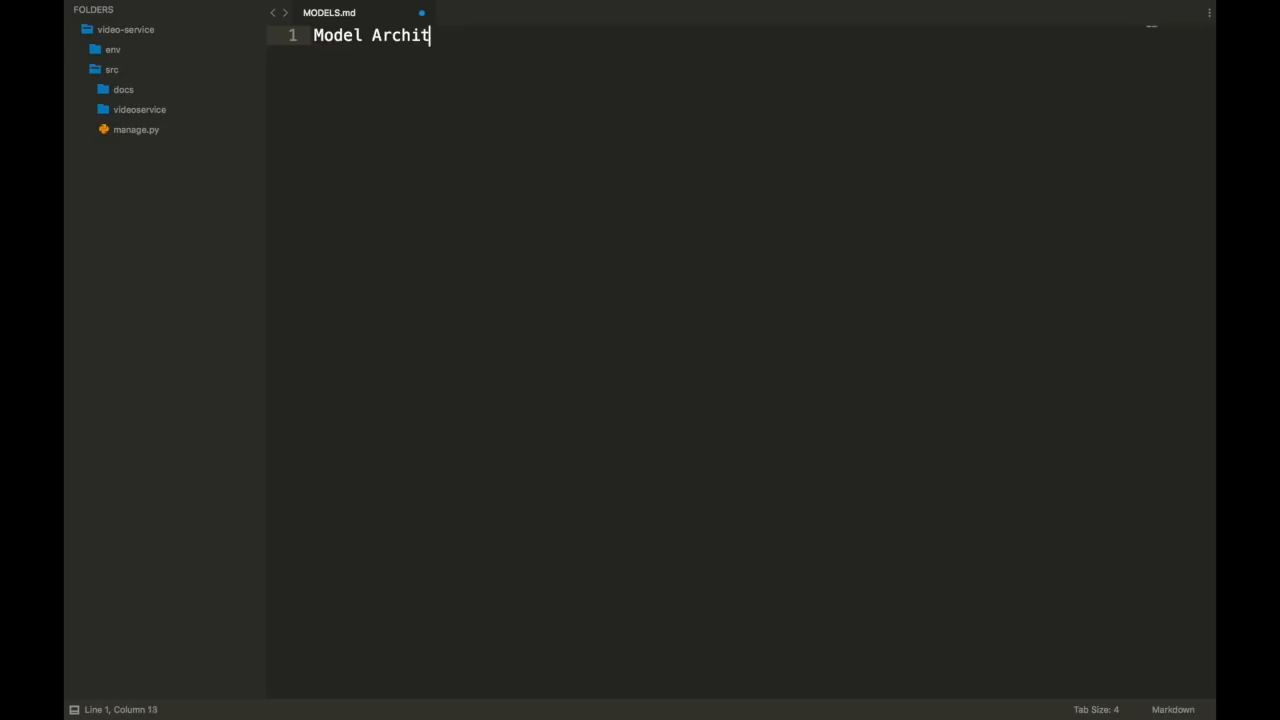 FOLDERS
video-service
env
src
docs
videoservice
manage.py
MODELS.md
1 Model Archit
Line 1, Column 13
Tab Size: 4
Markdown